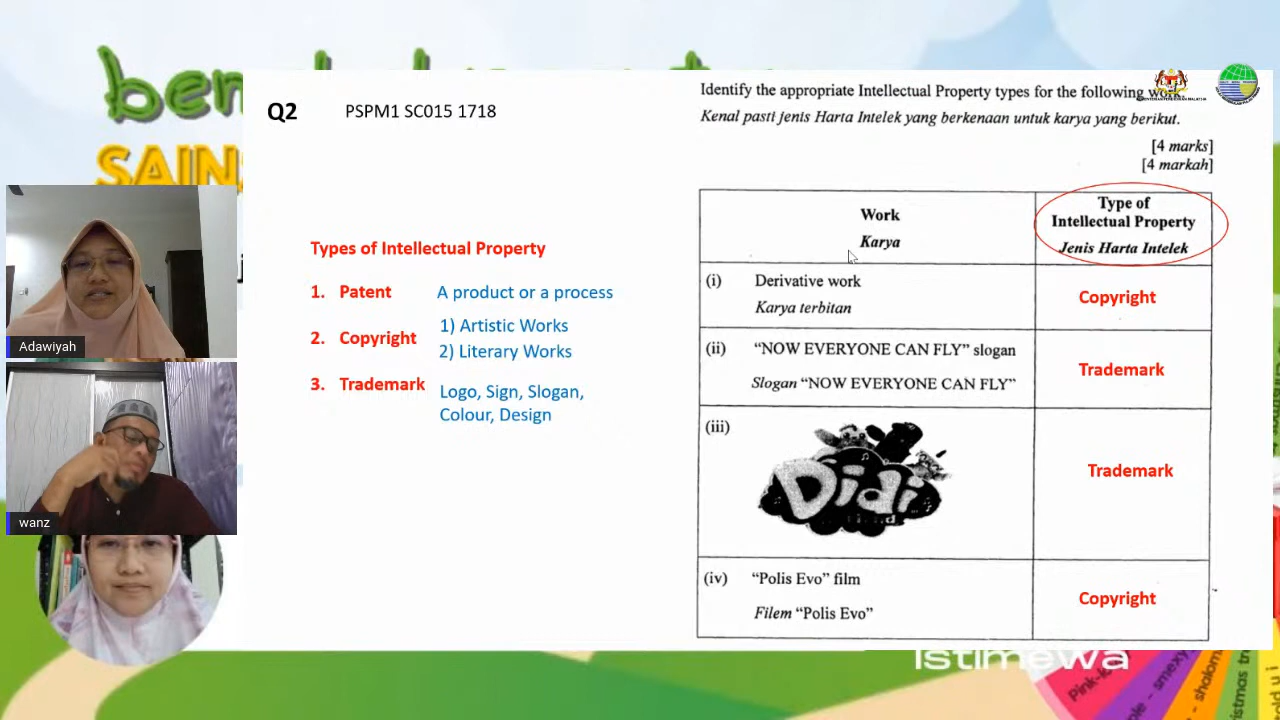 SAINS
Q2
PSPM1 SC015 1718
Identify the appropriate Intellectual Property types for the following work.
Kenal pasti jenis Harta Intelek yang berkenaan untuk karya yang berikut.
[4 marks]
[4 markah]
Types of Intellectual Property
1. Patent A product or a process
2. Copyright 1) Artistic Works
2) Literary Works
3. Trademark Logo, Sign, Slogan,
Colour, Design
Work
Karya
Type of
Intellectual Property
Jenis Harta Intelek
(i) Derivative work
Karya terbitan
Copyright
(ii) “NOW EVERYONE CAN FLY” slogan
Slogan “NOW EVERYONE CAN FLY”
Trademark
(iii)
Didi
Trademark
(iv) “Polis Evo” film
Filem “Polis Evo”
Copyright
Adawiyah
wanz
istimewa